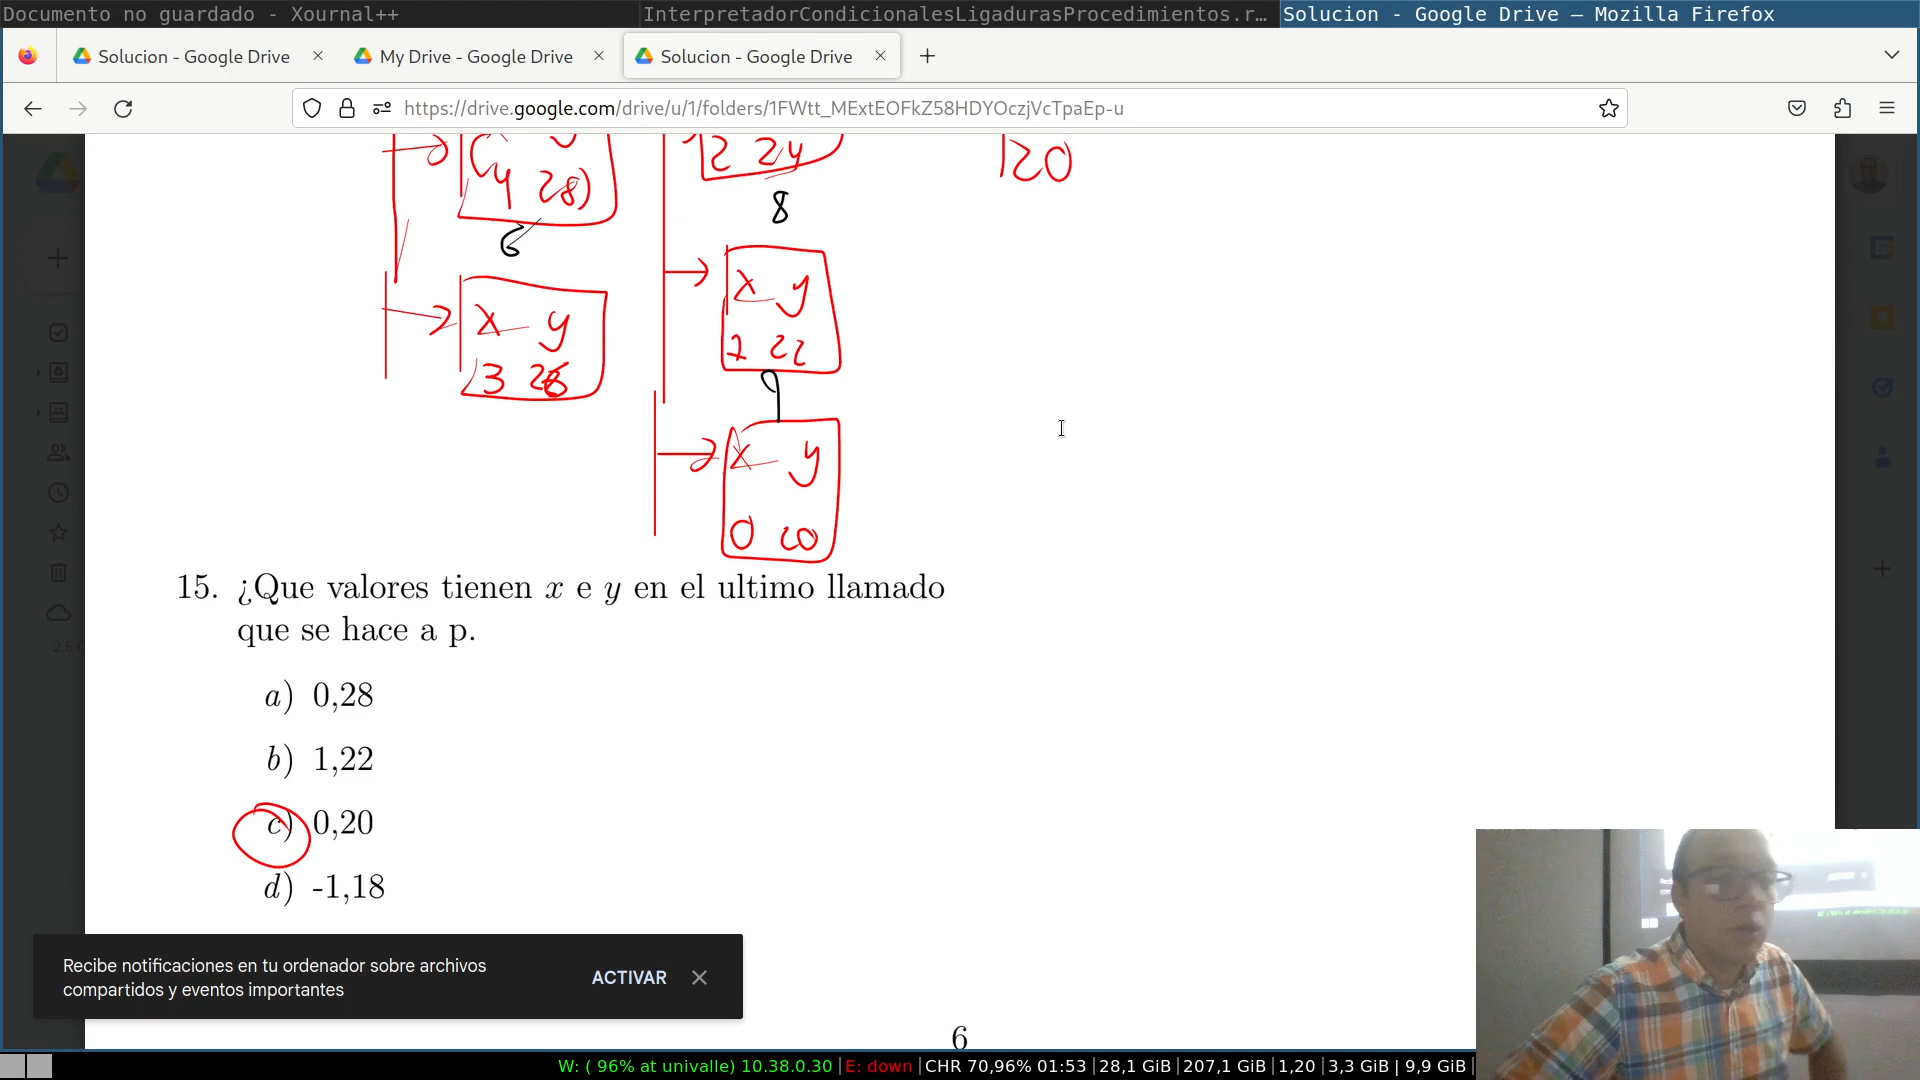 Documento no guardado - Xournal++
InterpretadorCondicionalesLigadurasProcedimientos.r…
Solucion - Google Drive — Mozilla Firefox
Solucion - Google Drive
My Drive - Google Drive
Solucion - Google Drive
https://drive.google.com/drive/u/1/folders/1FWtt_MExtEOFkZ58HDYOczjVcTpaEp-u
4 28)
12 24
120
6
8
x y
3 26
x y
22
9
x y
0 20
15. ¿Que valores tienen x e y en el ultimo llamado
que se hace a p.
a) 0,28
b) 1,22
c) 0,20
d) -1,18
Recibe notificaciones en tu ordenador sobre archivos
compartidos y eventos importantes
ACTIVAR
6
W: ( 96% at univalle) 10.38.0.30 | E: down | CHR 70,96% 01:53 | 28,1 GiB | 207,1 GiB | 1,20 | 3,3 GiB | 9,9 GiB |